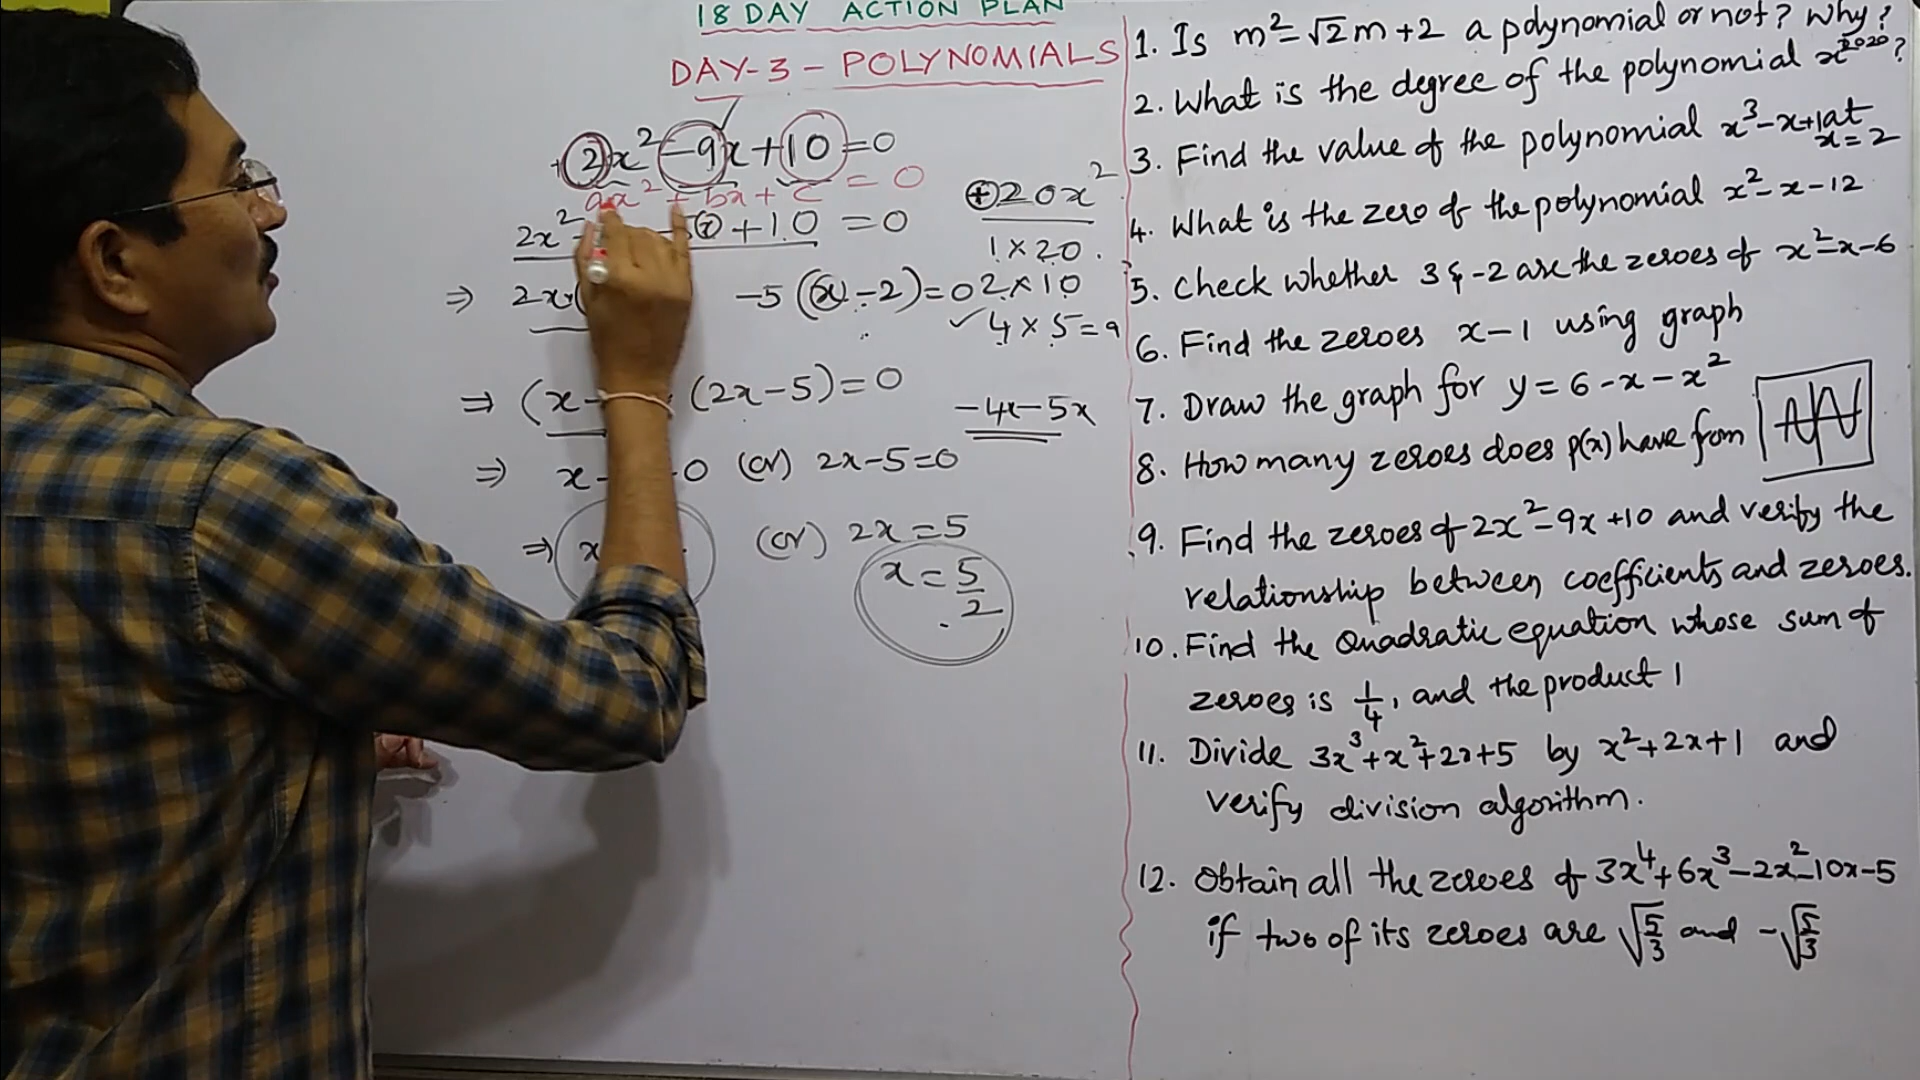 18 DAY ACTION PLAN
DAY-3 - POLYNOMIALS
+2x² -9x+10=0
ax² + bx + c = 0
2x² +10 = 0
⇒ 2x -5(x-2)=0
⇒ (x- (2x-5)=0
⇒ x- 0 (or) 2x-5=0
⇒ x (or) 2x=5
x = 5/2
+20x²
1×20.
2×10
✓4×5=9
-4x-5x
1. Is m²-√2m+2 a polynomial or not? Why?
2. What is the degree of the polynomial x²⁰²⁰?
3. Find the value of the polynomial x³-x+1 at x=2
4. What is the zero of the polynomial x²-x-12
5. Check whether 3 & -2 are the zeroes of x²-x-6
6. Find the zeroes x-1 using graph
7. Draw the graph for y=6-x-x²
8. How many zeroes does p(x) have from
9. Find the zeroes of 2x²-9x+10 and verify the
relationship between coefficients and zeroes.
10. Find the Quadratic equation whose sum of
zeroes is 1/4, and the product 1
11. Divide 3x³+x²+2x+5 by x²+2x+1 and
verify division algorithm.
12. Obtain all the zeroes of 3x⁴+6x³-2x²-10x-5
if two of its zeroes are √5/3 and -√5/3